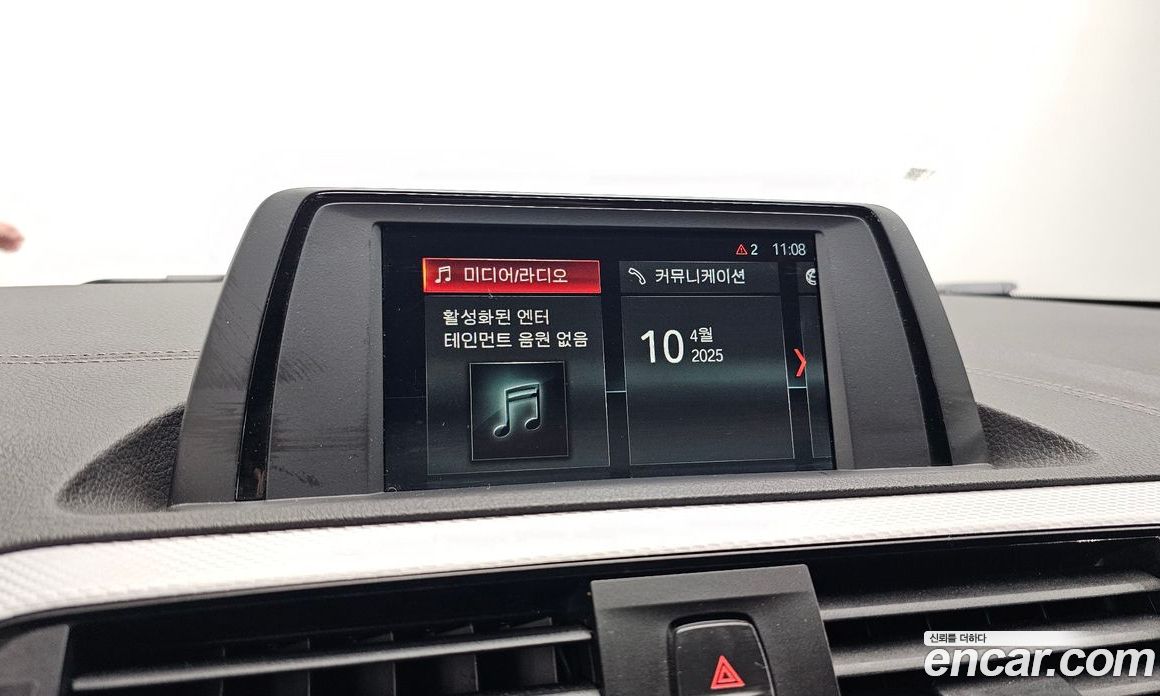 2 11:08
미디어/라디오
활성화된 엔터
테인먼트 음원 없음
커뮤니케이션
10 4월
2025
신뢰를 더하다
encar.com